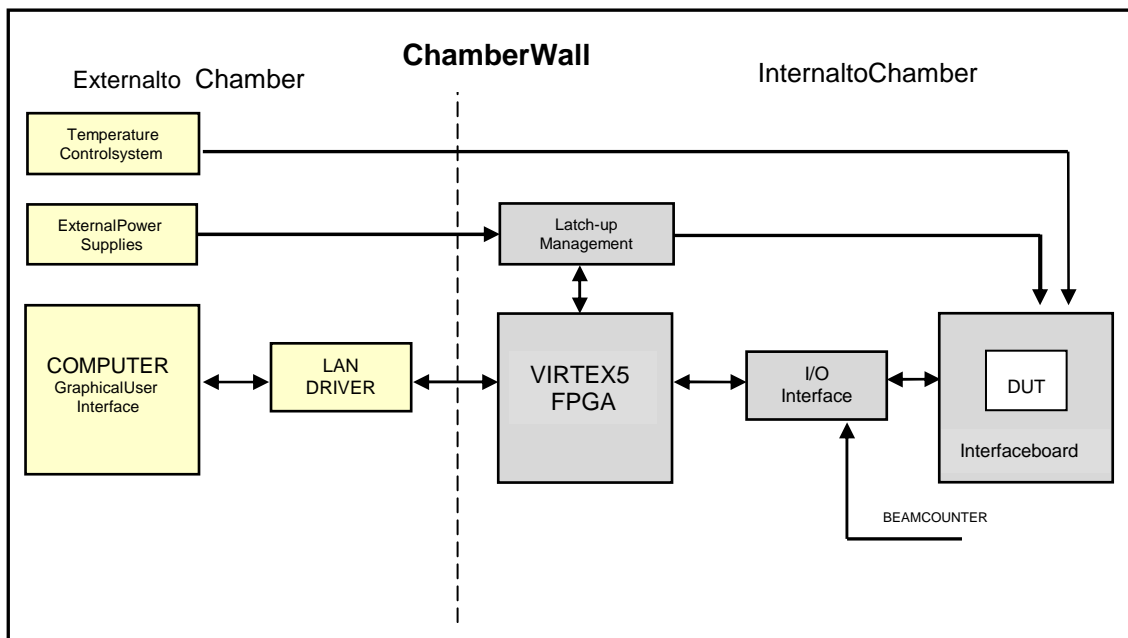 ChamberWall
Externalto Chamber
InternaltoChamber
Temperature
Controlsystem
ExternalPower
Supplies
Latch-up
Management
COMPUTER
GraphicalUser
Interface
LAN
DRIVER
VIRTEX5
FPGA
I/O
Interface
DUT
Interfaceboard
BEAMCOUNTER